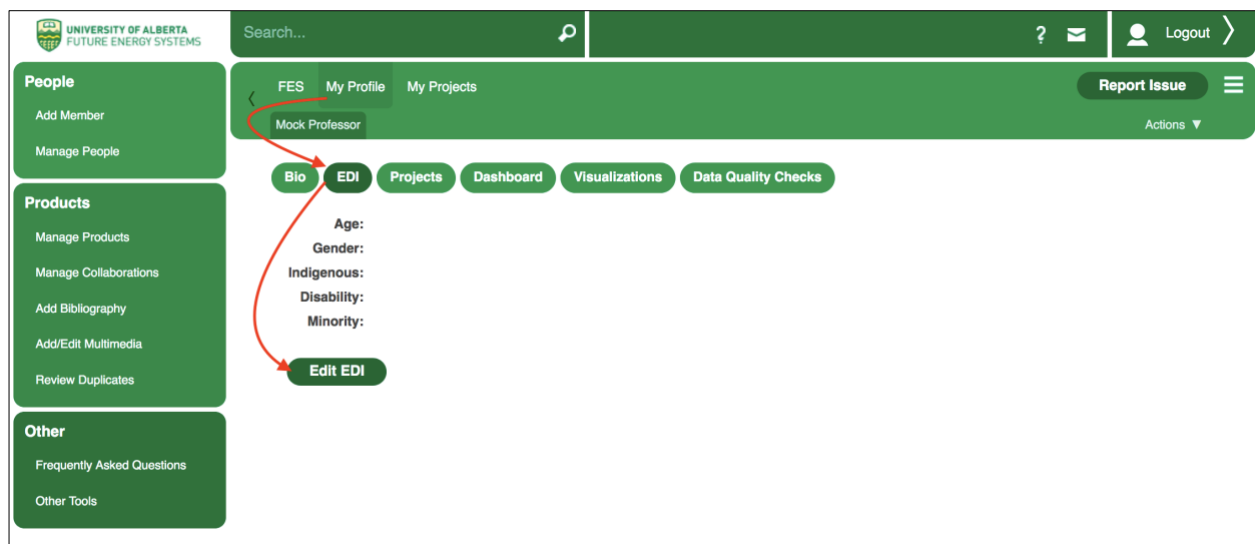 UNIVERSITY OF ALBERTA
FUTURE ENERGY SYSTEMS
Search...
?
Logout
People
Add Member
Manage People
Products
Manage Products
Manage Collaborations
Add Bibliography
Add/Edit Multimedia
Review Duplicates
Other
Frequently Asked Questions
Other Tools
FES My Profile My Projects
Report Issue
Mock Professor
Actions ▼
Bio EDI Projects Dashboard Visualizations Data Quality Checks
Age:
Gender:
Indigenous:
Disability:
Minority:
Edit EDI